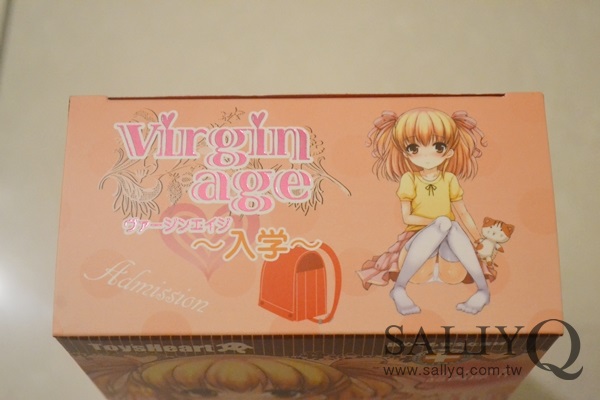 Virgin
age
ヴァージンエイジ
～入学～
Admission
ToysHeart
SALLYQ
www.sallyq.com.tw